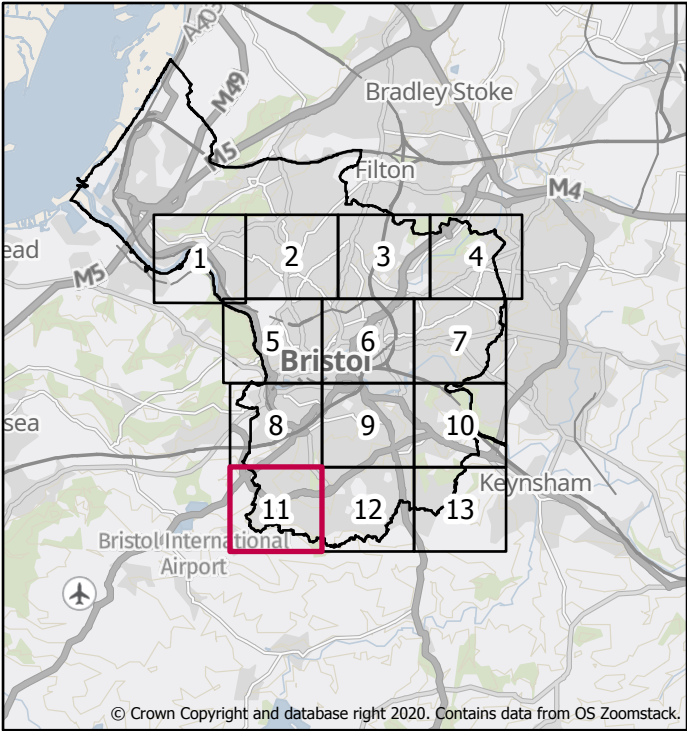 A403
M49
Bradley Stoke
M5
Filton
M4
ead
M5
1
2
3
4
5
6
7
Bristol
sea
8
9
10
Keynsham
11
12
13
Bristol International
Airport
© Crown Copyright and database right 2020. Contains data from OS Zoomstack.